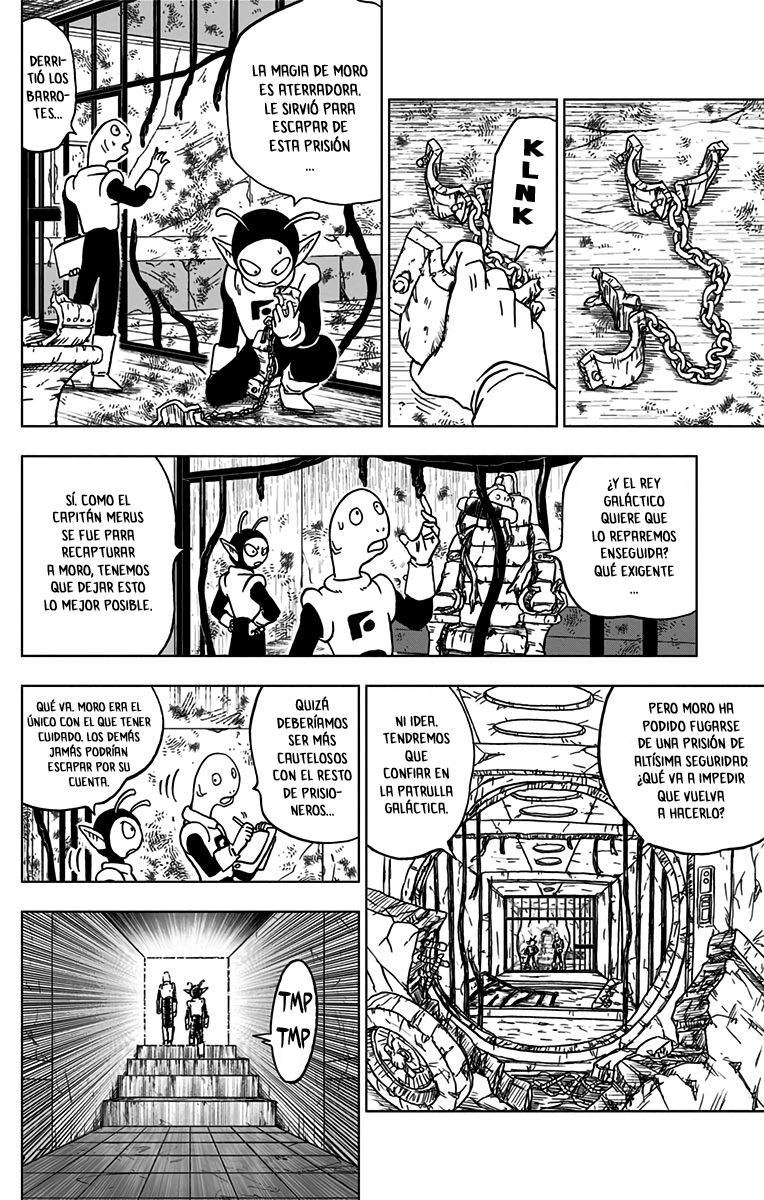 KLNK
LA MAGIA DE MORO
ES ATERRADORA.
LE SIRVIÓ PARA
ESCAPAR DE
ESTA PRISIÓN
...
DERRI-
TIÓ LOS
BARRO-
TES...
¿Y EL REY
GALÁCTICO
QUIERE QUE
LO REPAREMOS
ENSEGUIDA?
QUÉ EXIGENTE
...
SÍ. COMO EL
CAPITÁN MERUS
SE FUE PARA
RECAPTURAR
A MORO, TENEMOS
QUE DEJAR ESTO
LO MEJOR POSIBLE.
PERO MORO HA
PODIDO FUGARSE
DE UNA PRISIÓN DE
ALTÍSIMA SEGURIDAD.
¿QUÉ VA A IMPEDIR
QUE VUELVA
A HACERLO?
NI IDEA.
TENDREMOS
QUE
CONFIAR EN
LA PATRULLA
GALÁCTICA.
QUIZÁ
DEBERÍAMOS
SER MÁS
CAUTELOSOS
CON EL RESTO
DE PRISIO-
NEROS...
QUÉ VA. MORO ERA EL
ÚNICO CON EL QUE TENER
CUIDADO. LOS DEMÁS
JAMÁS PODRÍAN
ESCAPAR POR SU
CUENTA.
TMP
TMP